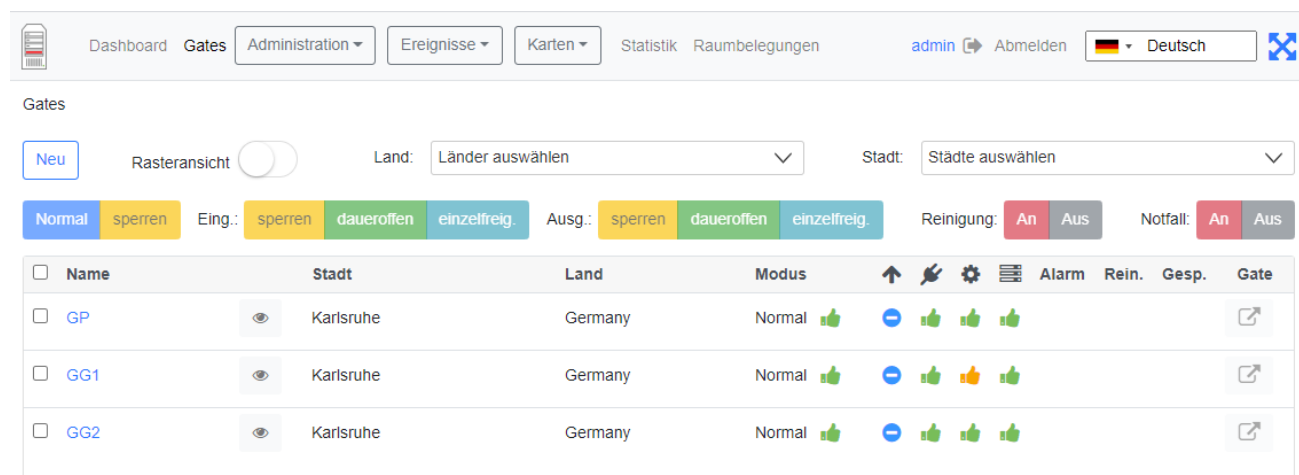 Dashboard Gates Administration Ereignisse Karten Statistik Raumbelegungen admin Abmelden Deutsch
Gates
Neu Rasteransicht Land: Länder auswählen Stadt: Städte auswählen
Normal sperren Eing.: sperren daueroffen einzelfreig. Ausg.: sperren daueroffen einzelfreig. Reinigung: An Aus Notfall: An Aus
Name Stadt Land Modus Alarm Rein. Gesp. Gate
GP Karlsruhe Germany Normal
GG1 Karlsruhe Germany Normal
GG2 Karlsruhe Germany Normal